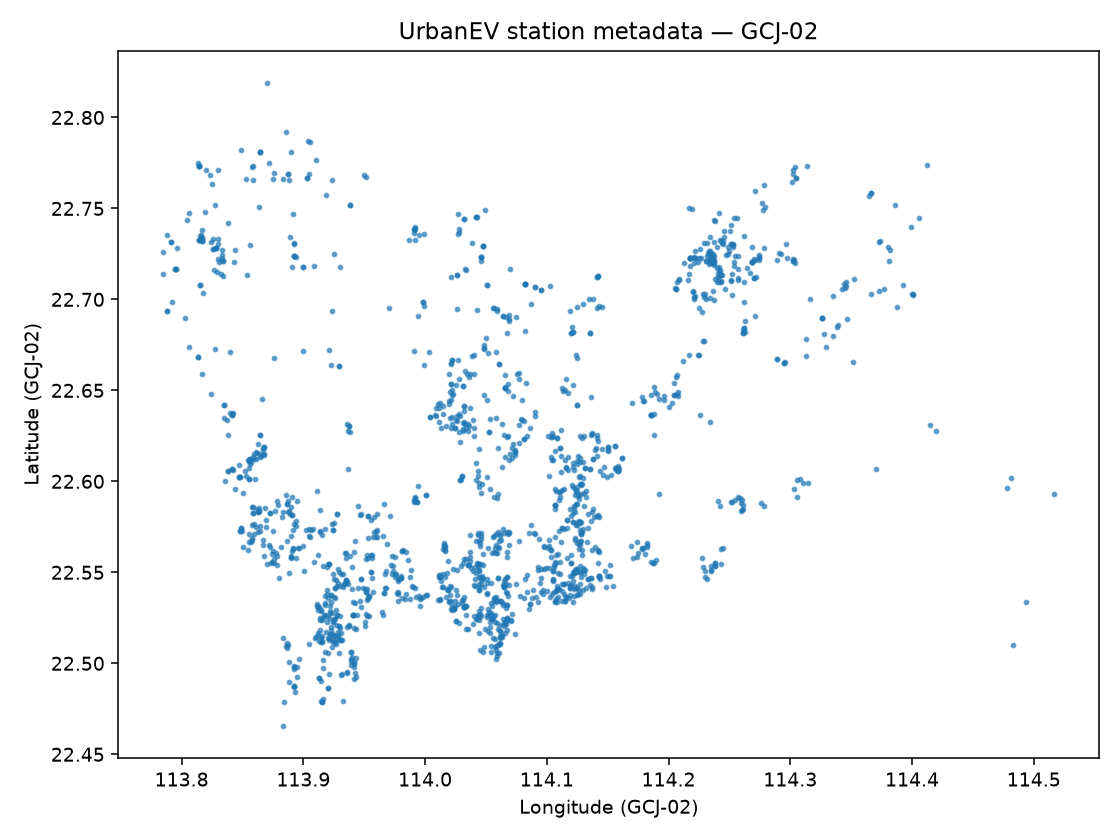 UrbanEV station metadata — GCJ-02
22.80
22.75
22.70
22.65
22.60
22.55
22.50
22.45
Latitude (GCJ-02)
113.8 113.9 114.0 114.1 114.2 114.3 114.4 114.5
Longitude (GCJ-02)